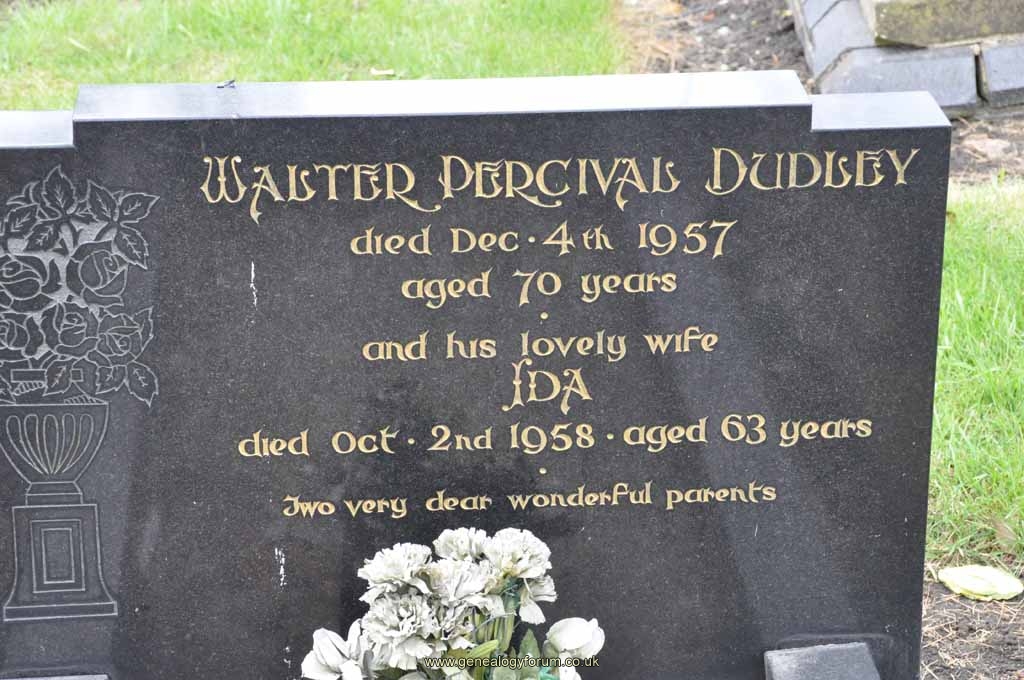 WALTER PERCIVAL DUDLEY
died Dec · 4th 1957
aged 70 years
·
and his lovely wife
IDA
died Oct · 2nd 1958 · aged 63 years
·
Two very dear wonderful parents
www.genealogyforum.co.uk